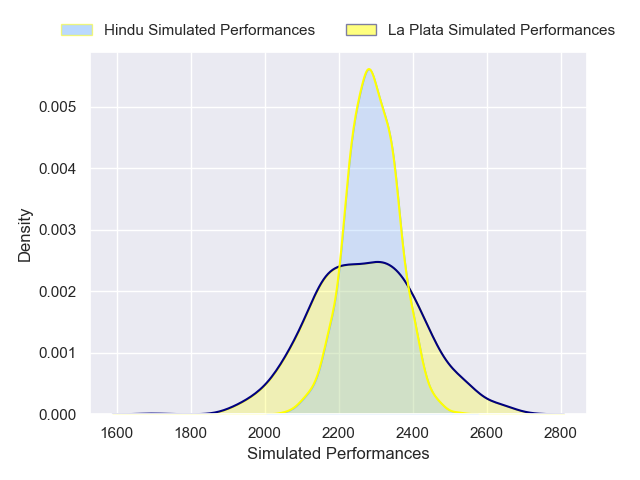 Hindu Simulated Performances La Plata Simulated Performances
0.005
0.004
0.003
0.002
0.001
0.000
Density
1600 1800 2000 2200 2400 2600 2800
Simulated Performances